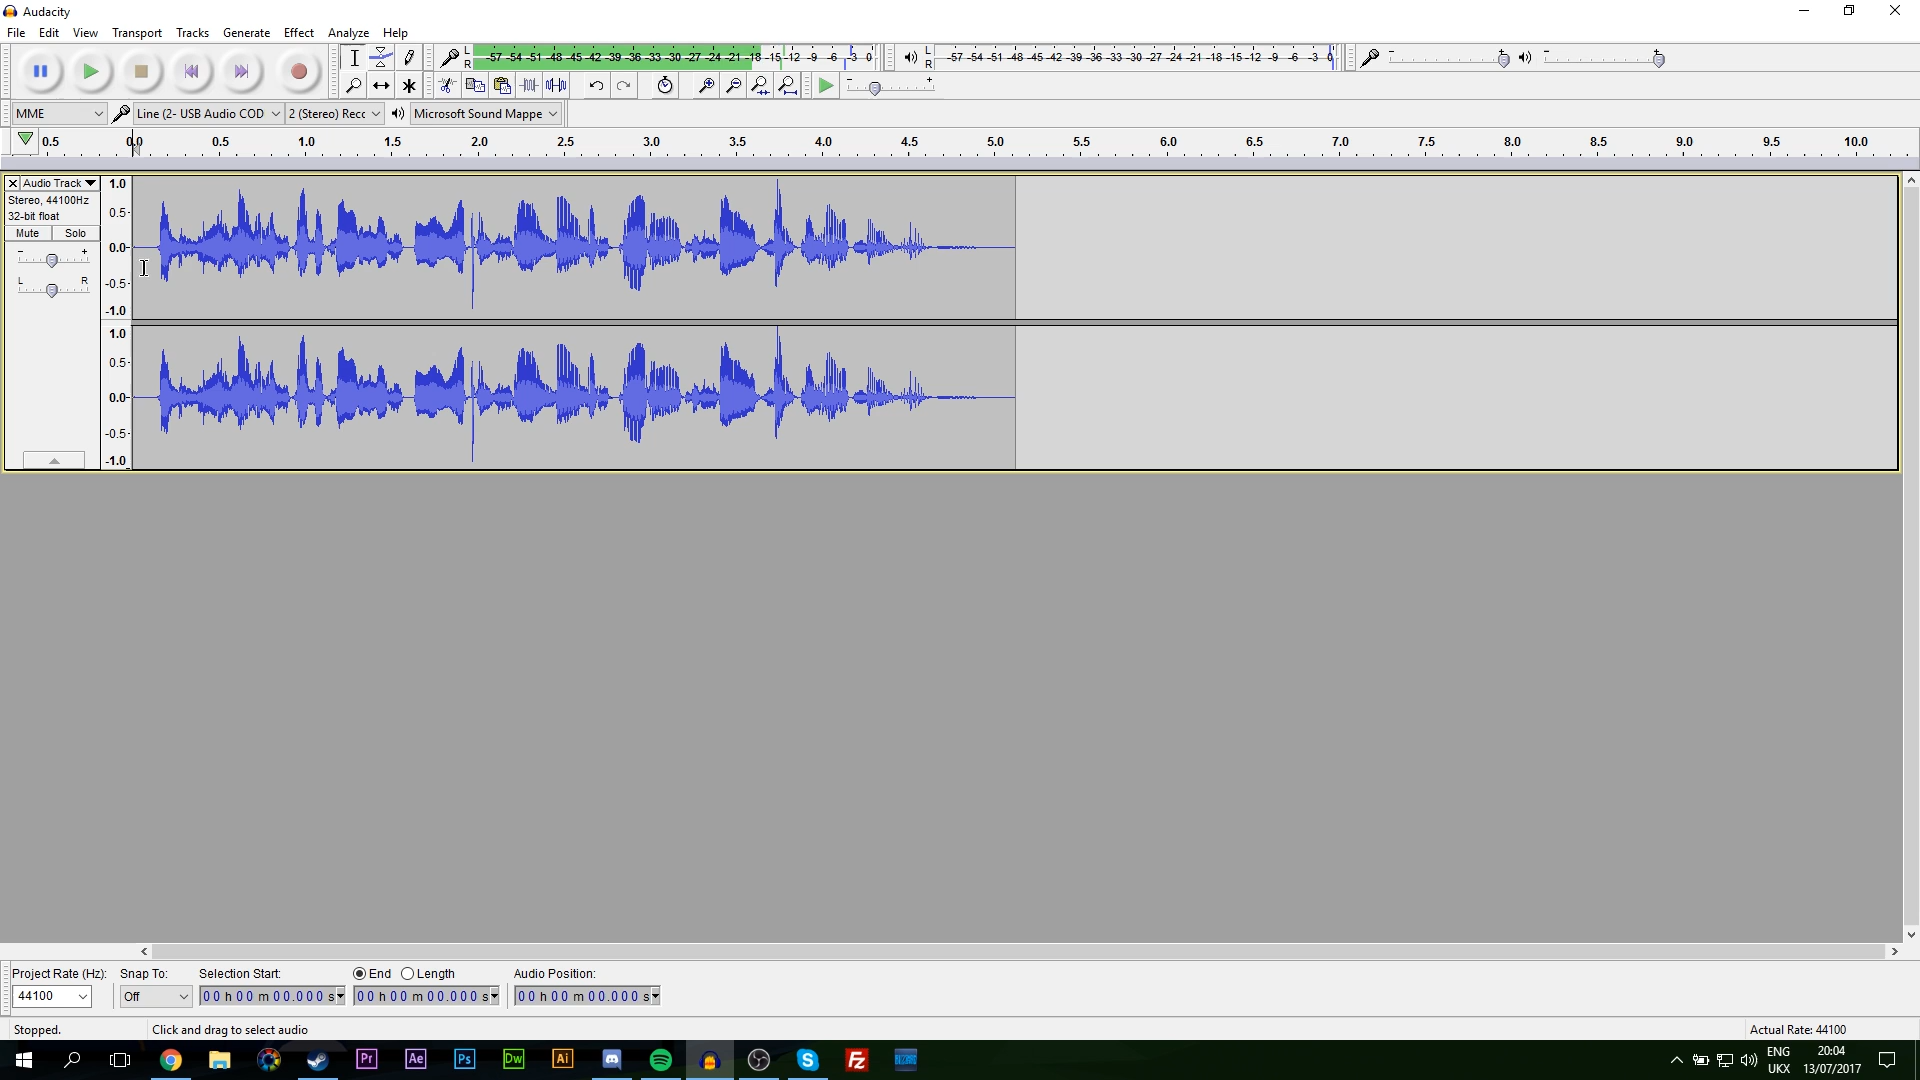 Audacity
File Edit View Transport Tracks Generate Effect Analyze Help
L
R
-57 -54 -51 -48 -45 -42 -39 -36 -33 -30 -27 -24 -21 -18 -15 -12 -9 -6 -3 0
L
R
-57 -54 -51 -48 -45 -42 -39 -36 -33 -30 -27 -24 -21 -18 -15 -12 -9 -6 -3 0
- +
- +
- +
MME Line (2- USB Audio COD 2 (Stereo) Recc Microsoft Sound Mappe
0.5 0.0 0.5 1.0 1.5 2.0 2.5 3.0 3.5 4.0 4.5 5.0 5.5 6.0 6.5 7.0 7.5 8.0 8.5 9.0 9.5 10.0
Audio Track
Stereo, 44100Hz
32-bit float
Mute Solo
- +
L R
1.0
0.5-
0.0-
-0.5-
-1.0
1.0
0.5-
0.0-
-0.5-
-1.0
Project Rate (Hz): Snap To: Selection Start: End Length Audio Position:
44100 Off 00 h 00 m 00.000 s 00 h 00 m 00.000 s 00 h 00 m 00.000 s
Stopped. Click and drag to select audio Actual Rate: 44100
Pr Ae Ps Dw Ai S Fz
ENG
UKX
20:04
13/07/2017